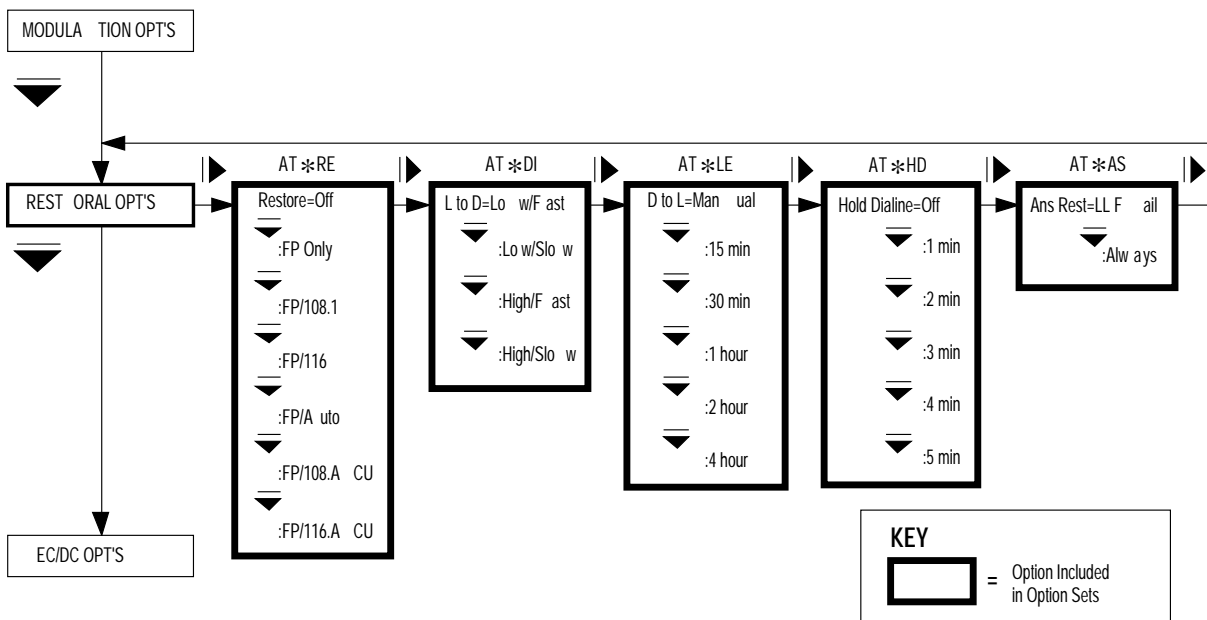 MODULA TION OPT'S
AT ✻RE
AT ✻DI
AT ✻LE
AT ✻HD
AT ✻AS
REST ORAL OPT'S
Restore=Off
:FP Only
:FP/108.1
:FP/116
:FP/A uto
:FP/108.A CU
:FP/116.A CU
L to D=Lo w/F ast
:Lo w/Slo w
:High/F ast
:High/Slo w
D to L=Man ual
:15 min
:30 min
:1 hour
:2 hour
:4 hour
Hold Dialine=Off
:1 min
:2 min
:3 min
:4 min
:5 min
Ans Rest=LL F ail
:Alw ays
EC/DC OPT'S
KEY
= Option Included
in Option Sets